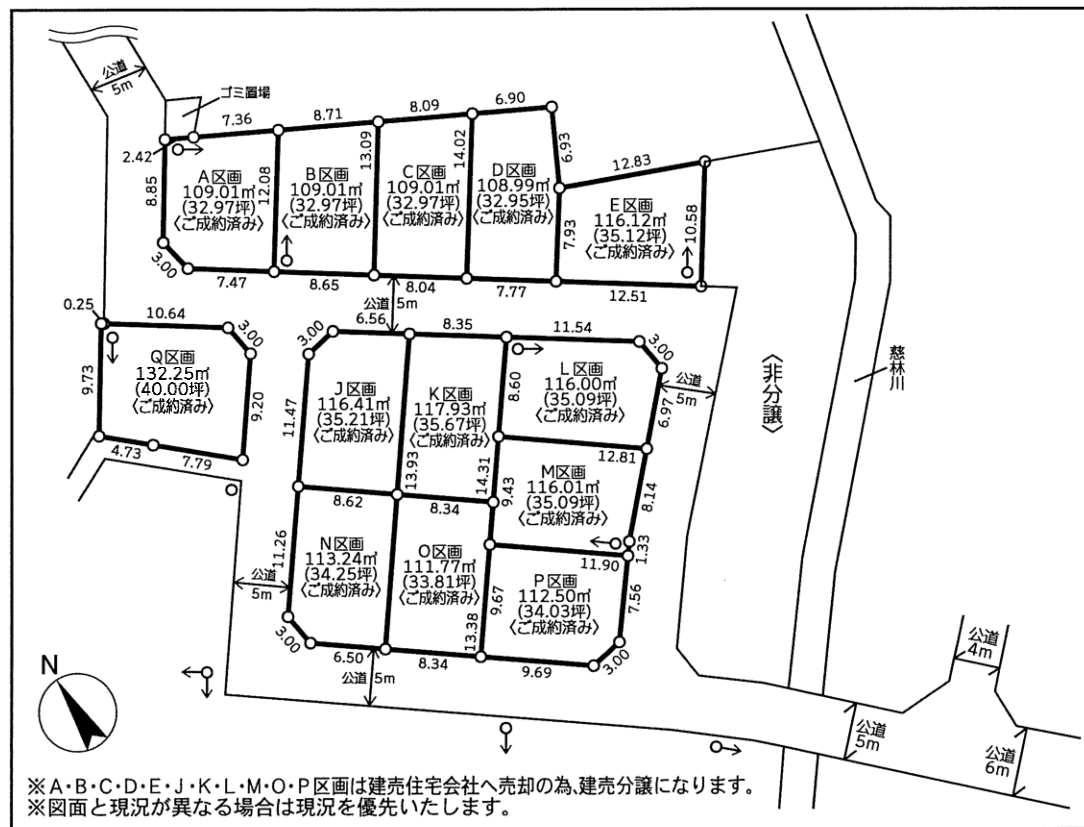 公道
5m
ゴミ置場
7.36
8.71
8.09
6.90
2.42
8.85
12.08
13.09
14.02
6.93
12.83
A区画
109.01㎡
(32.97坪)
〈ご成約済み〉
B区画
109.01㎡
(32.97坪)
〈ご成約済み〉
C区画
109.01㎡
(32.97坪)
〈ご成約済み〉
D区画
108.99㎡
(32.95坪)
〈ご成約済み〉
E区画
116.12㎡
(35.12坪)
〈ご成約済み〉
7.93
10.58
3.00
7.47
8.65
8.04
7.77
12.51
公道 5m
0.25
10.64
3.00
Q区画
132.25㎡
(40.00坪)
〈ご成約済み〉
9.73
9.20
4.73
7.79
3.00
6.56
8.35
11.54
3.00
J区画
116.41㎡
(35.21坪)
〈ご成約済み〉
K区画
117.93㎡
(35.67坪)
〈ご成約済み〉
L区画
116.00㎡
(35.09坪)
〈ご成約済み〉
11.47
13.93
8.60
14.31
6.97
公道
5m
〈非分譲〉
慈林川
12.81
8.62
8.34
9.43
M区画
116.01㎡
(35.09坪)
〈ご成約済み〉
8.14
1.33
11.90
N区画
113.24㎡
(34.25坪)
〈ご成約済み〉
O区画
111.77㎡
(33.81坪)
〈ご成約済み〉
P区画
112.50㎡
(34.03坪)
〈ご成約済み〉
11.26
13.38
9.67
7.56
公道
5m
3.00
6.50
8.34
9.69
3.00
公道 5m
公道
4m
公道
5m
公道
6m
N
※A・B・C・D・E・J・K・L・M・O・P区画は建売住宅会社へ売却の為、建売分譲になります。
※図面と現況が異なる場合は現況を優先いたします。